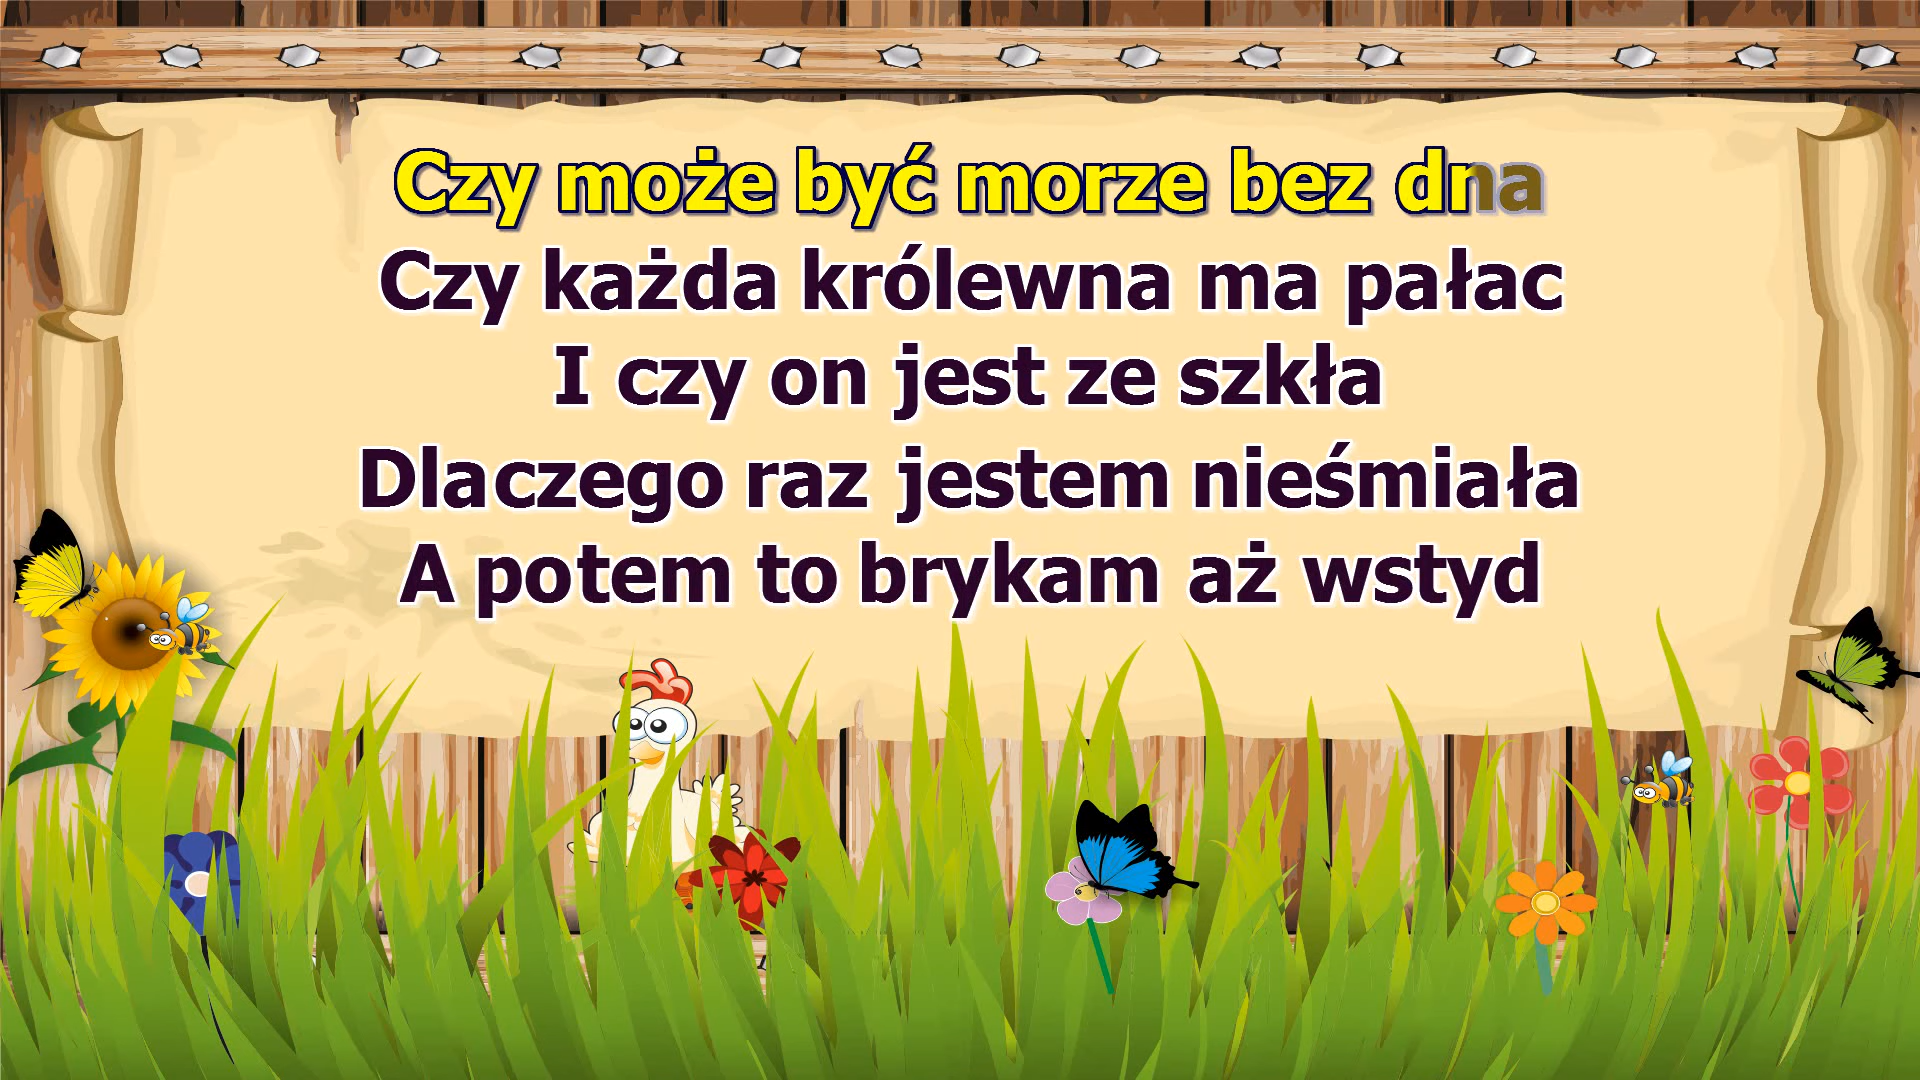 Czy może być morze bez dna
Czy każda królewna ma pałac
I czy on jest ze szkła
Dlaczego raz jestem nieśmiała
A potem to brykam aż wstyd